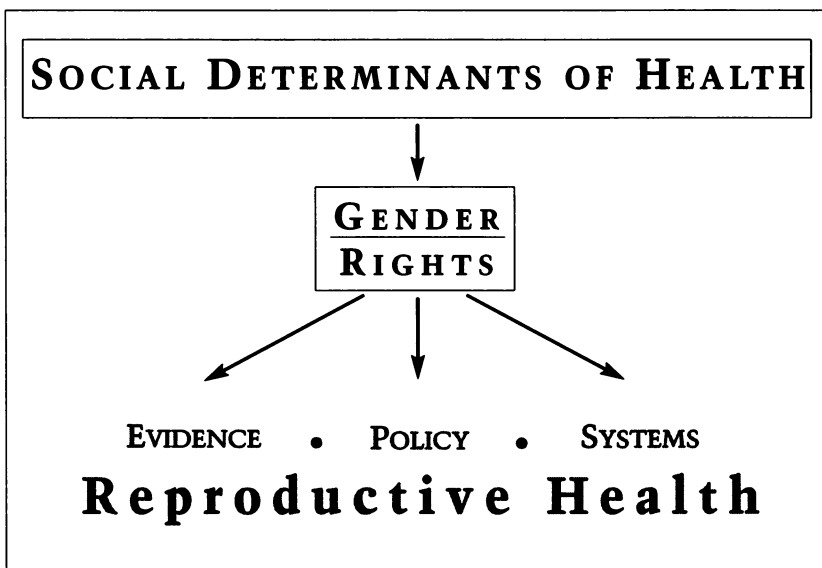 SOCIAL DETERMINANTS OF HEALTH
GENDER
RIGHTS
EVIDENCE • POLICY • SYSTEMS
Reproductive Health